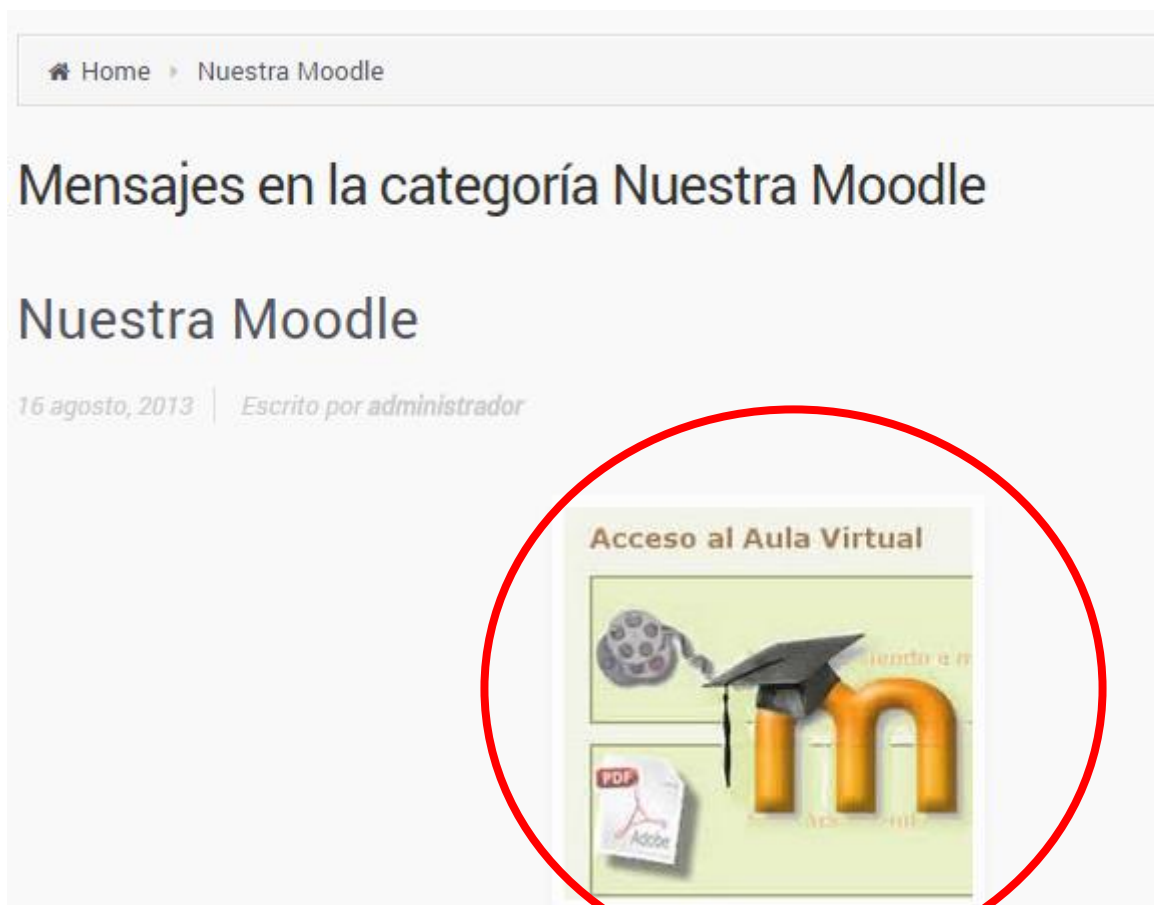 Home Nuestra Moodle
Mensajes en la categoría Nuestra Moodle
Nuestra Moodle
16 agosto, 2013 Escrito por administrador
Acceso al Aula Virtual
m
PDF
Adobe